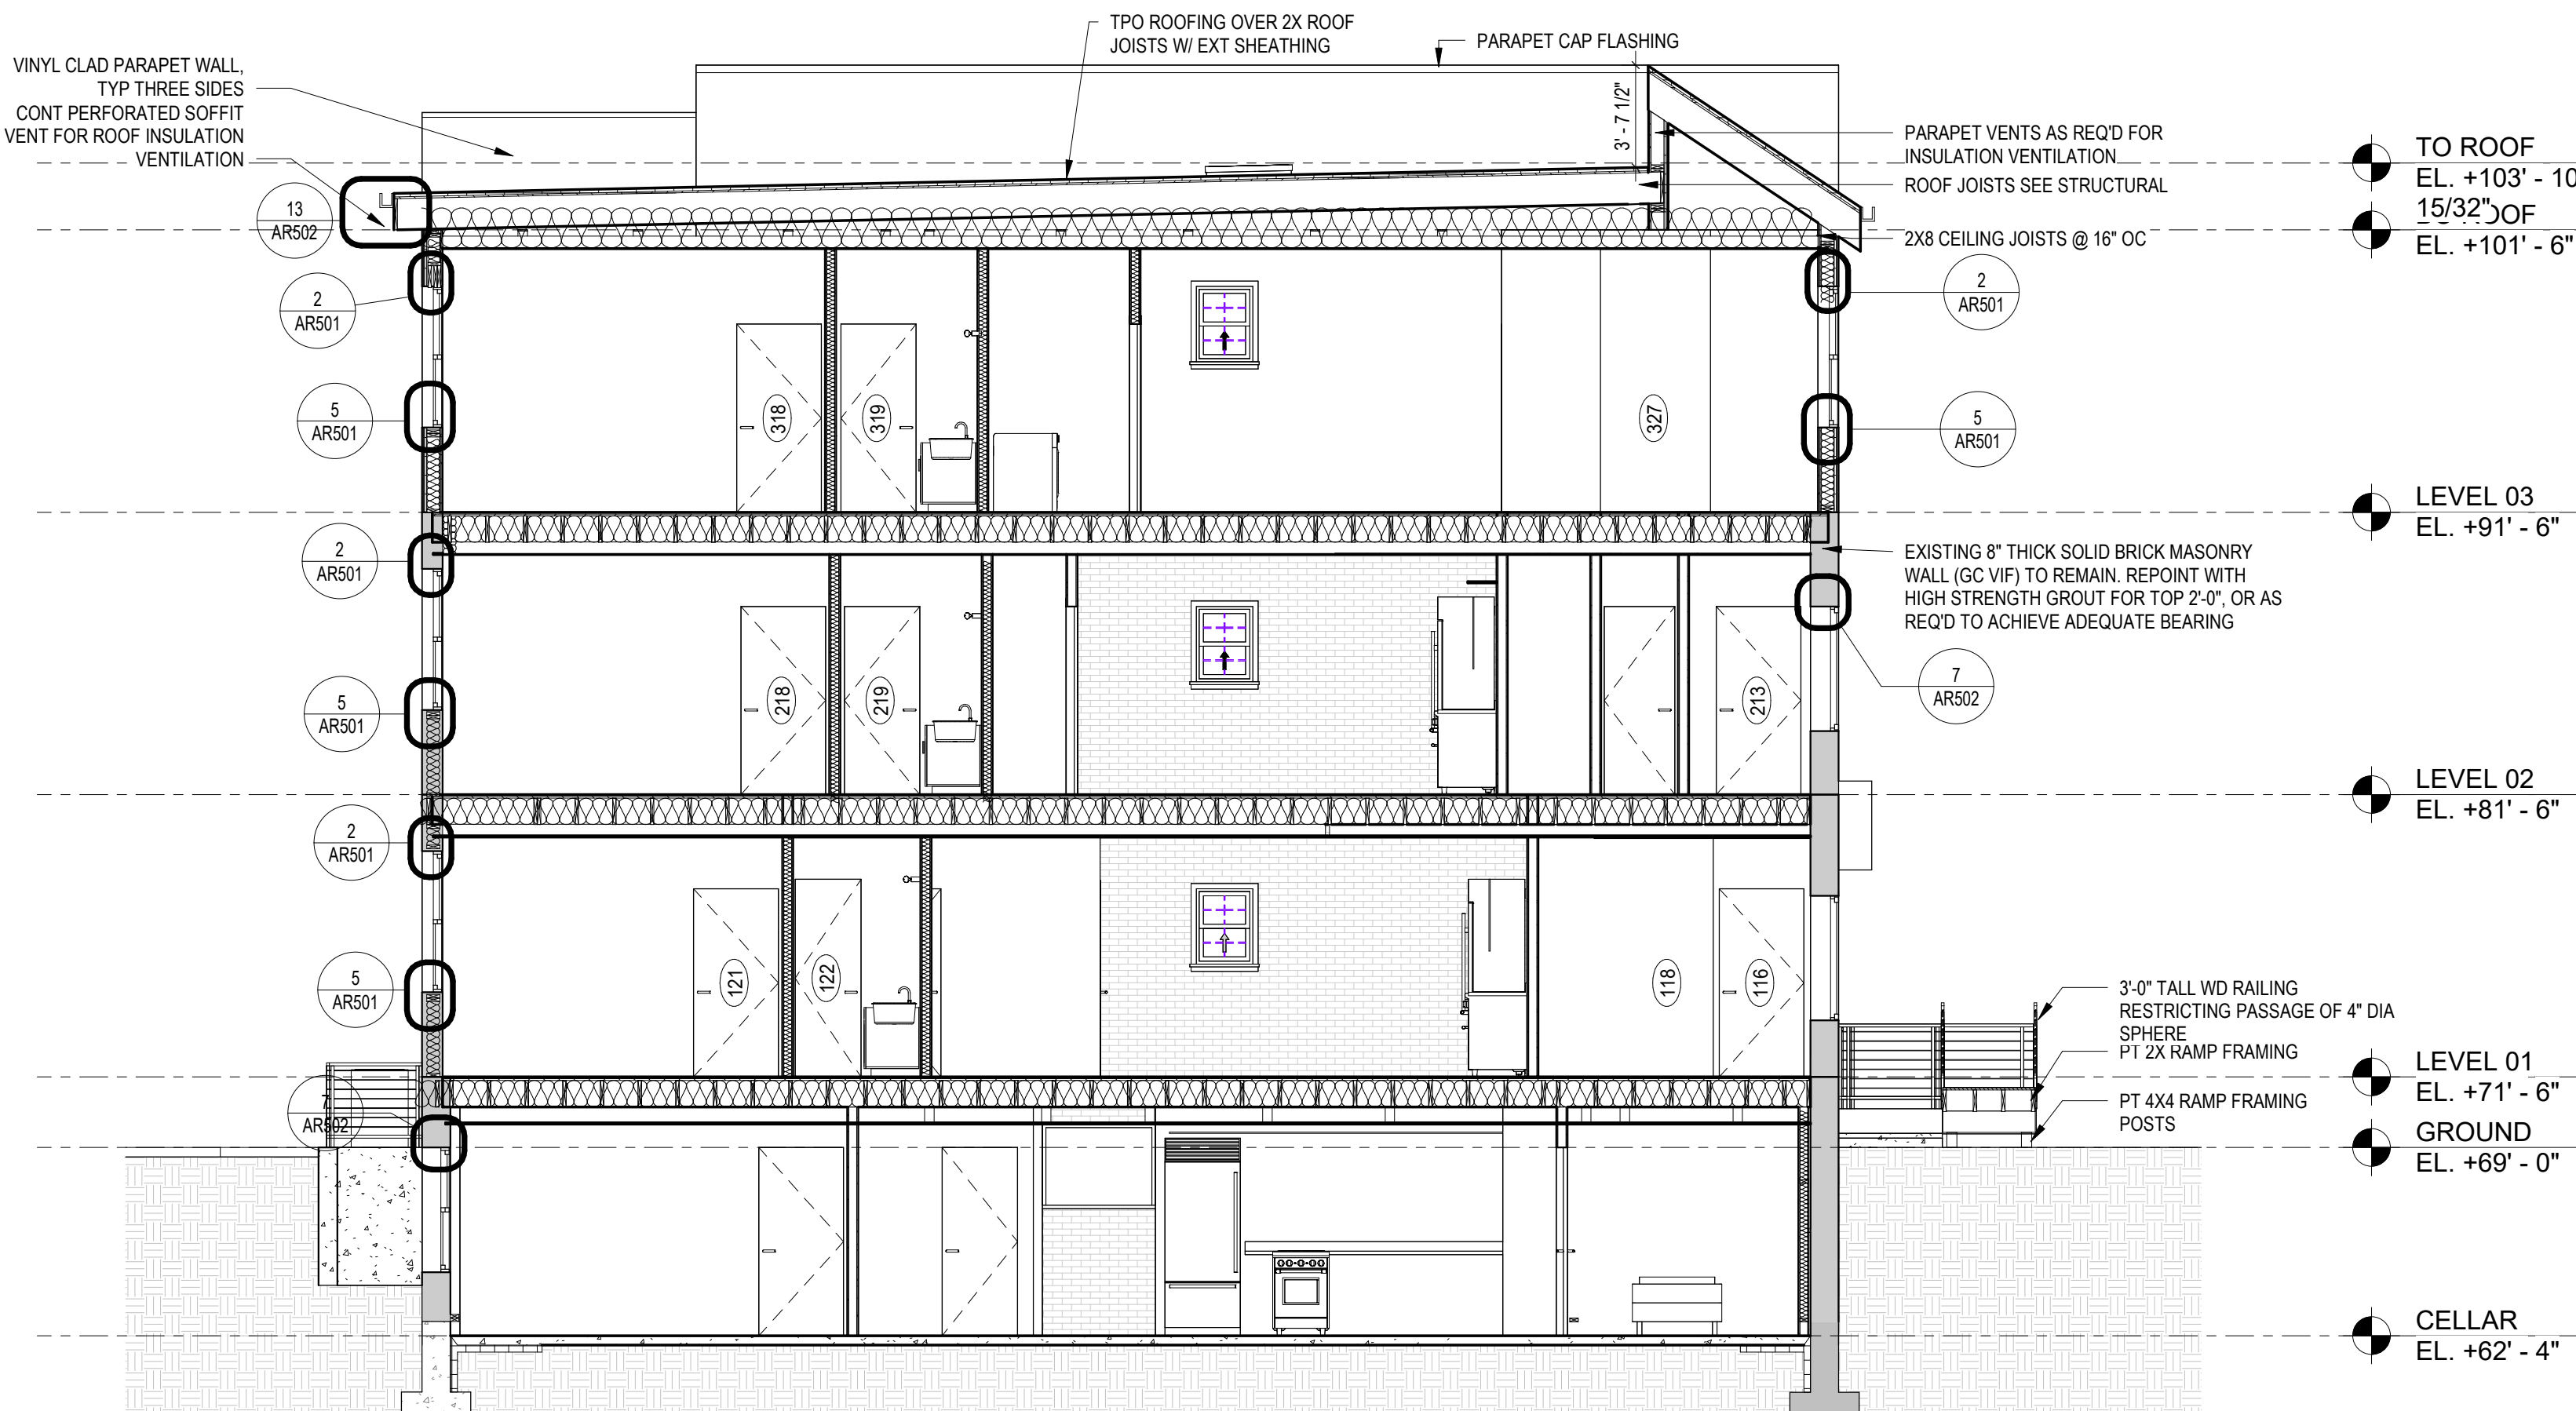 TPO ROOFING OVER 2X ROOF
JOISTS W/ EXT SHEATHING
PARAPET CAP FLASHING
VINYL CLAD PARAPET WALL,
TYP THREE SIDES
CONT PERFORATED SOFFIT
VENT FOR ROOF INSULATION
VENTILATION
3' - 7 1/2"
PARAPET VENTS AS REQ'D FOR
INSULATION VENTILATION
ROOF JOISTS SEE STRUCTURAL
2X8 CEILING JOISTS @ 16" OC
TO ROOF
EL. +103' - 10
15/32"
OOF
EL. +101' - 6"
13
AR502
2
AR501
2
AR501
5
AR501
5
AR501
318
319
327
LEVEL 03
EL. +91' - 6"
2
AR501
EXISTING 8" THICK SOLID BRICK MASONRY
WALL (GC VIF) TO REMAIN. REPOINT WITH
HIGH STRENGTH GROUT FOR TOP 2'-0", OR AS
REQ'D TO ACHIEVE ADEQUATE BEARING
7
AR502
5
AR501
218
219
213
LEVEL 02
EL. +81' - 6"
2
AR501
5
AR501
121
122
118
116
3'-0" TALL WD RAILING
RESTRICTING PASSAGE OF 4" DIA
SPHERE
PT 2X RAMP FRAMING
LEVEL 01
EL. +71' - 6"
PT 4X4 RAMP FRAMING
POSTS
7
AR502
GROUND
EL. +69' - 0"
CELLAR
EL. +62' - 4"